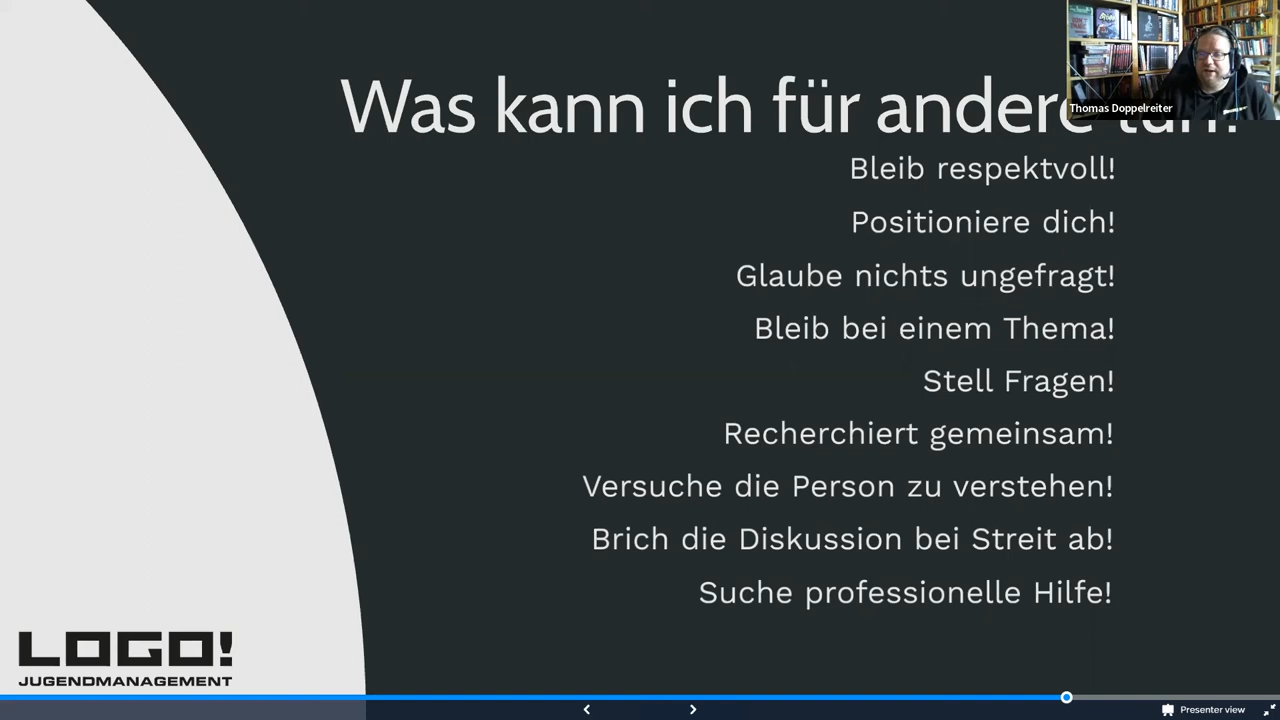 Was kann ich für andere
Thomas Doppelreiter
Bleib respektvoll!
Positioniere dich!
Glaube nichts ungefragt!
Bleib bei einem Thema!
Stell Fragen!
Recherchiert gemeinsam!
Versuche die Person zu verstehen!
Brich die Diskussion bei Streit ab!
Suche professionelle Hilfe!
LOGO!
JUGENDMANAGEMENT
Presenter view